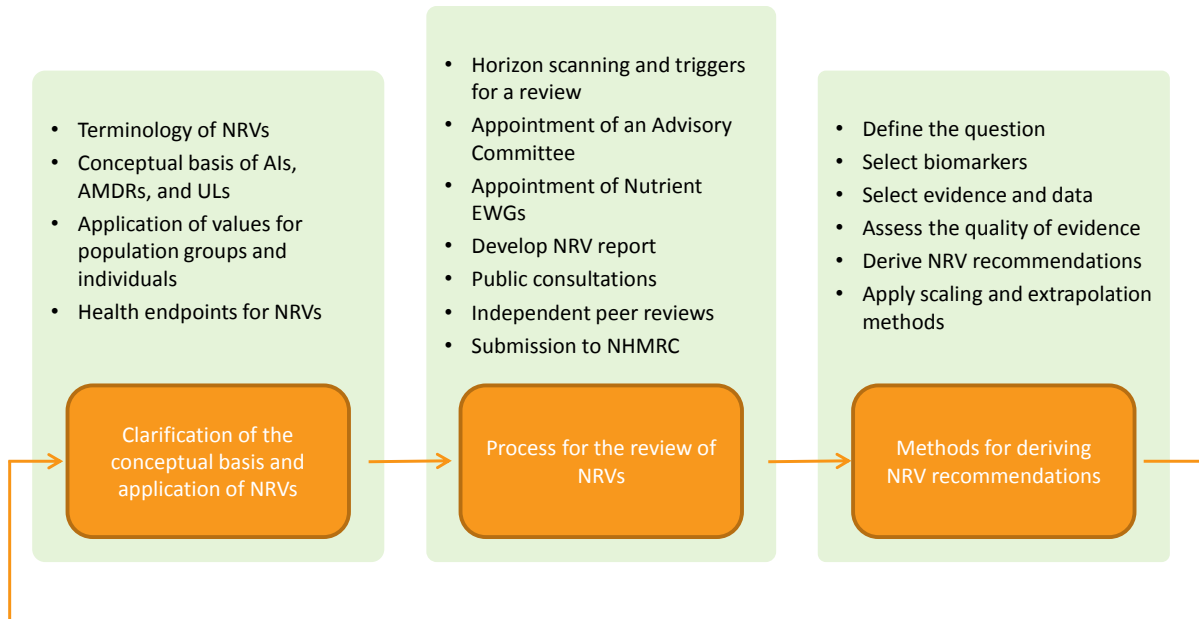 • Terminology of NRVs
• Conceptual basis of AIs,
AMDRs, and ULs
• Application of values for
population groups and
individuals
• Health endpoints for NRVs
Clarification of the
conceptual basis and
application of NRVs
• Horizon scanning and triggers
for a review
• Appointment of an Advisory
Committee
• Appointment of Nutrient
EWGs
• Develop NRV report
• Public consultations
• Independent peer reviews
• Submission to NHMRC
Process for the review of
NRVs
• Define the question
• Select biomarkers
• Select evidence and data
• Assess the quality of evidence
• Derive NRV recommendations
• Apply scaling and extrapolation
methods
Methods for deriving
NRV recommendations